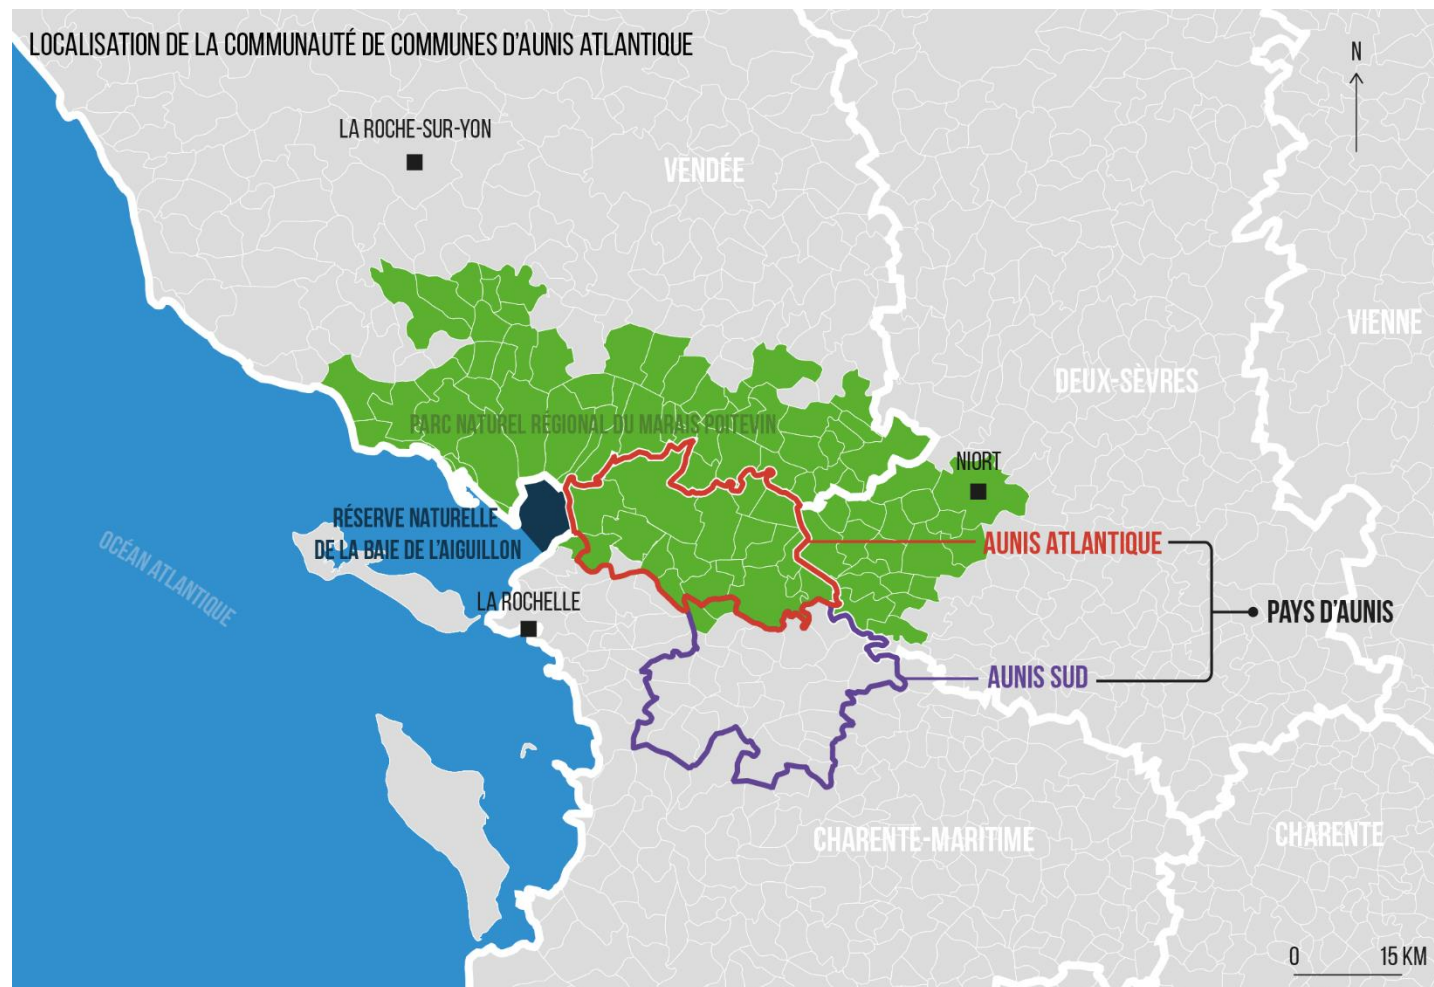 LOCALISATION DE LA COMMUNAUTÉ DE COMMUNES D'AUNIS ATLANTIQUE
N
LA ROCHE-SUR-YON
VENDÉE
VIENNE
DEUX-SÈVRES
PARC NATUREL RÉGIONAL DU MARAIS POITEVIN
NIORT
RÉSERVE NATURELLE
DE LA BAIE DE L'AIGUILLON
OCÉAN ATLANTIQUE
AUNIS ATLANTIQUE
LA ROCHELLE
PAYS D'AUNIS
AUNIS SUD
CHARENTE-MARITIME
CHARENTE
0 15 KM